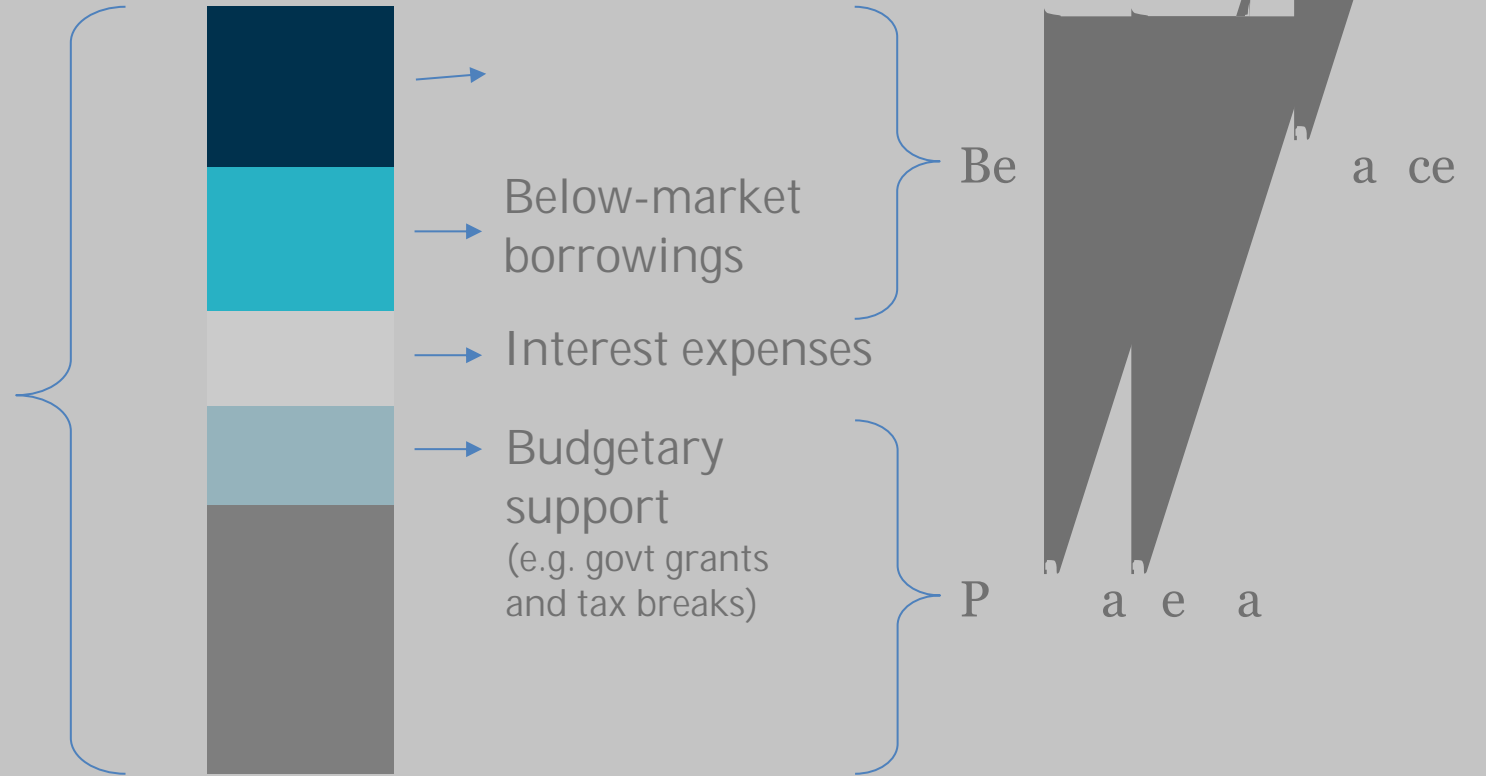 Below-market
borrowings
Interest expenses
Budgetary
support
(e.g. govt grants
and tax breaks)